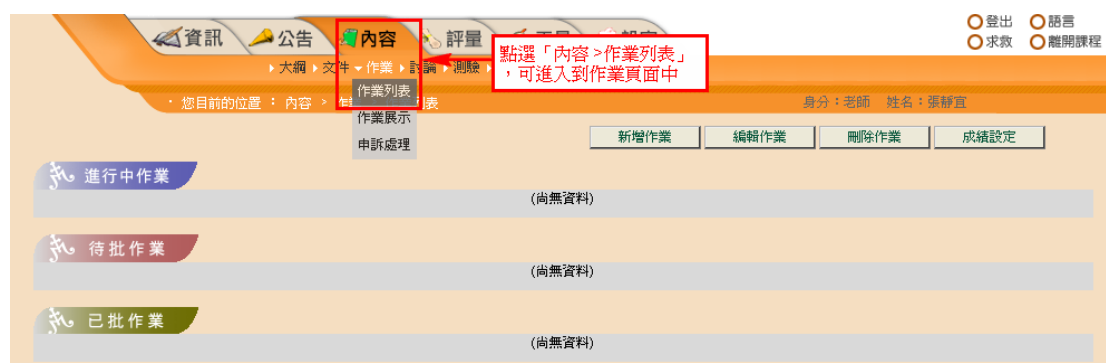 登出 語言
資訊 公告 內容 評量
求救 離開課程
點選「內容>作業列表」
，可進入到作業頁面中
大綱 文件 作業 討論 測驗
作業列表
您目前的位置： 內容 > 作 列表
身分：老師 姓名：張靜宜
作業展示
申訴處理
新增作業 編輯作業 刪除作業 成績設定
進行中作業
(尚無資料)
待批作業
(尚無資料)
已批作業
(尚無資料)